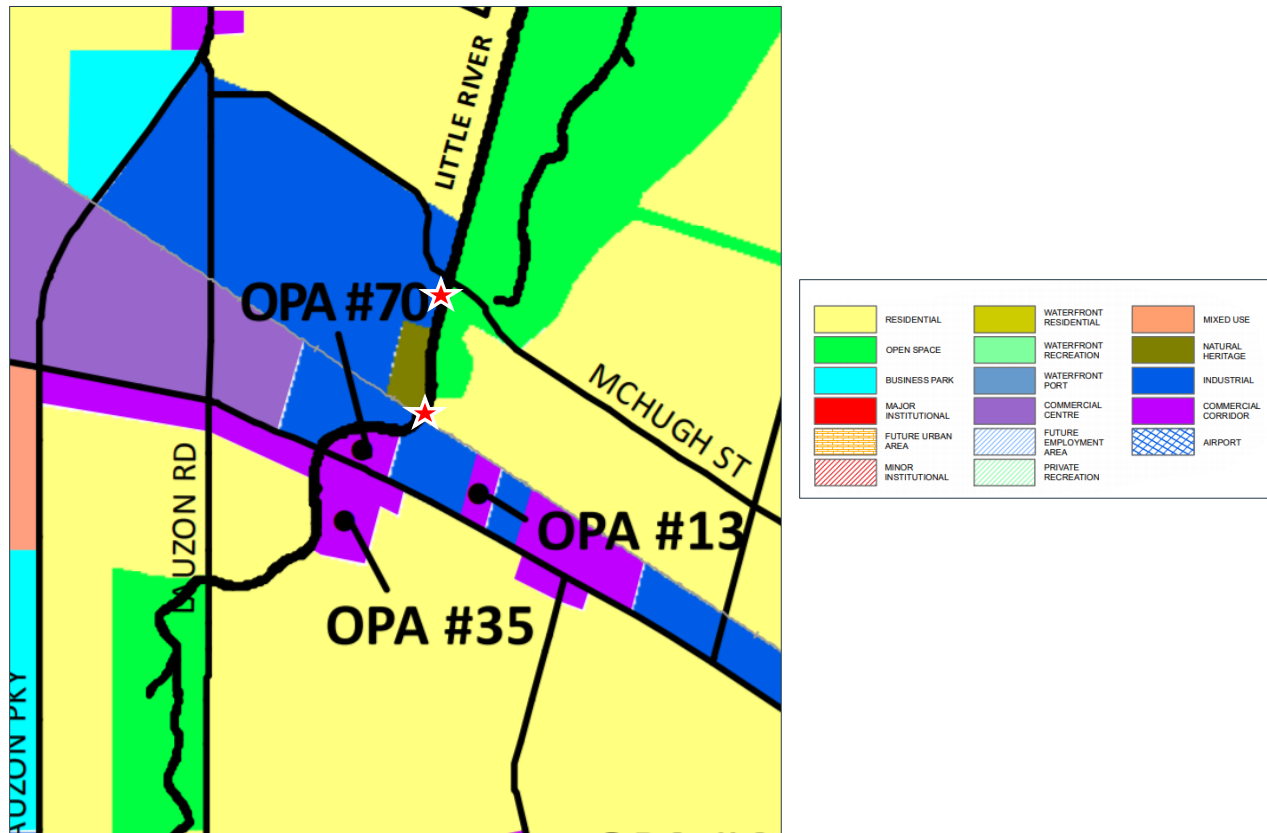 LITTLE RIVER
OPA #70
MCHUGH ST
LAUZON RD
OPA #13
OPA #35
AUZON PKY
RESIDENTIAL
OPEN SPACE
BUSINESS PARK
MAJOR
INSTITUTIONAL
FUTURE URBAN
AREA
MINOR
INSTITUTIONAL
WATERFRONT
RESIDENTIAL
WATERFRONT
RECREATION
WATERFRONT
PORT
COMMERCIAL
CENTRE
FUTURE
EMPLOYMENT
AREA
PRIVATE
RECREATION
MIXED USE
NATURAL
HERITAGE
INDUSTRIAL
COMMERCIAL
CORRIDOR
AIRPORT